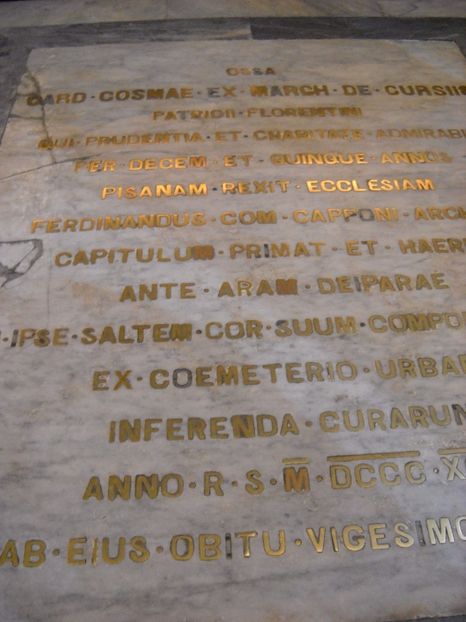 OSSA
CARD · COSMAE · EX · MARCH · DE · CURSIIS
PATRICII · FLORENTINI
QUI · PRUDENTIA · ET · CHARITATE · ADMIRABI
PER · DECEM · ET · QUINQUE · ANNOS
PISANAM · REXIT · ECCLESIAM
FERDINANDUS · COM · CAPPONI · ARC
CAPITULUM · PRIMAT · ET · HAER
ANTE · ARAM · DEIPARAE
IPSE · SALTEM · COR · SUUM · COMPO
EX · COEMETERIO · URBA
INFERENDA · CURARUN
ANNO · R · S · M · DCCC · X
AB · EIUS · OBITU · VIGESIMO